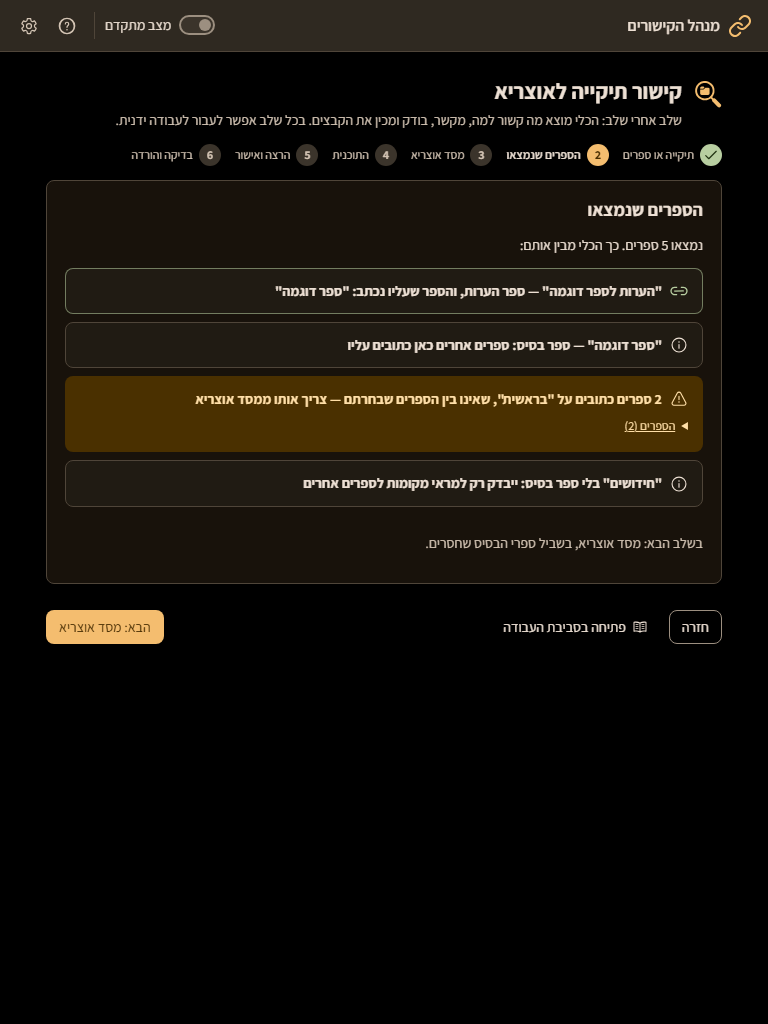 מנהל הקישורים
מצב מתקדם
קישור תיקייה לאוצריא
שלב אחרי שלב: הכלי מוצא מה קשור למה, מקשר, בודק ומכין את הקבצים. בכל שלב אפשר לעבור לעבודה ידנית.
תיקייה או ספרים
2 הספרים שנמצאו
3 מסד אוצריא
4 התוכנית
5 הרצה ואישור
6 בדיקה והורדה
הספרים שנמצאו
נמצאו 5 ספרים. כך הכלי מבין אותם:
"הערות לספר דוגמה" — ספר הערות, והספר שעליו נכתב: "ספר דוגמה"
"ספר דוגמה" — ספר בסיס: ספרים אחרים כאן כתובים עליו
2 ספרים כתובים על "בראשית", שאינו בין הספרים שבחרתם — צריך אותו ממסד אוצריא
הספרים (2)
"חידושים" בלי ספר בסיס: ייבדק רק למראי מקומות לספרים אחרים
בשלב הבא: מסד אוצריא, בשביל ספרי הבסיס שחסרים.
חזרה
פתיחה בסביבת העבודה
הבא: מסד אוצריא